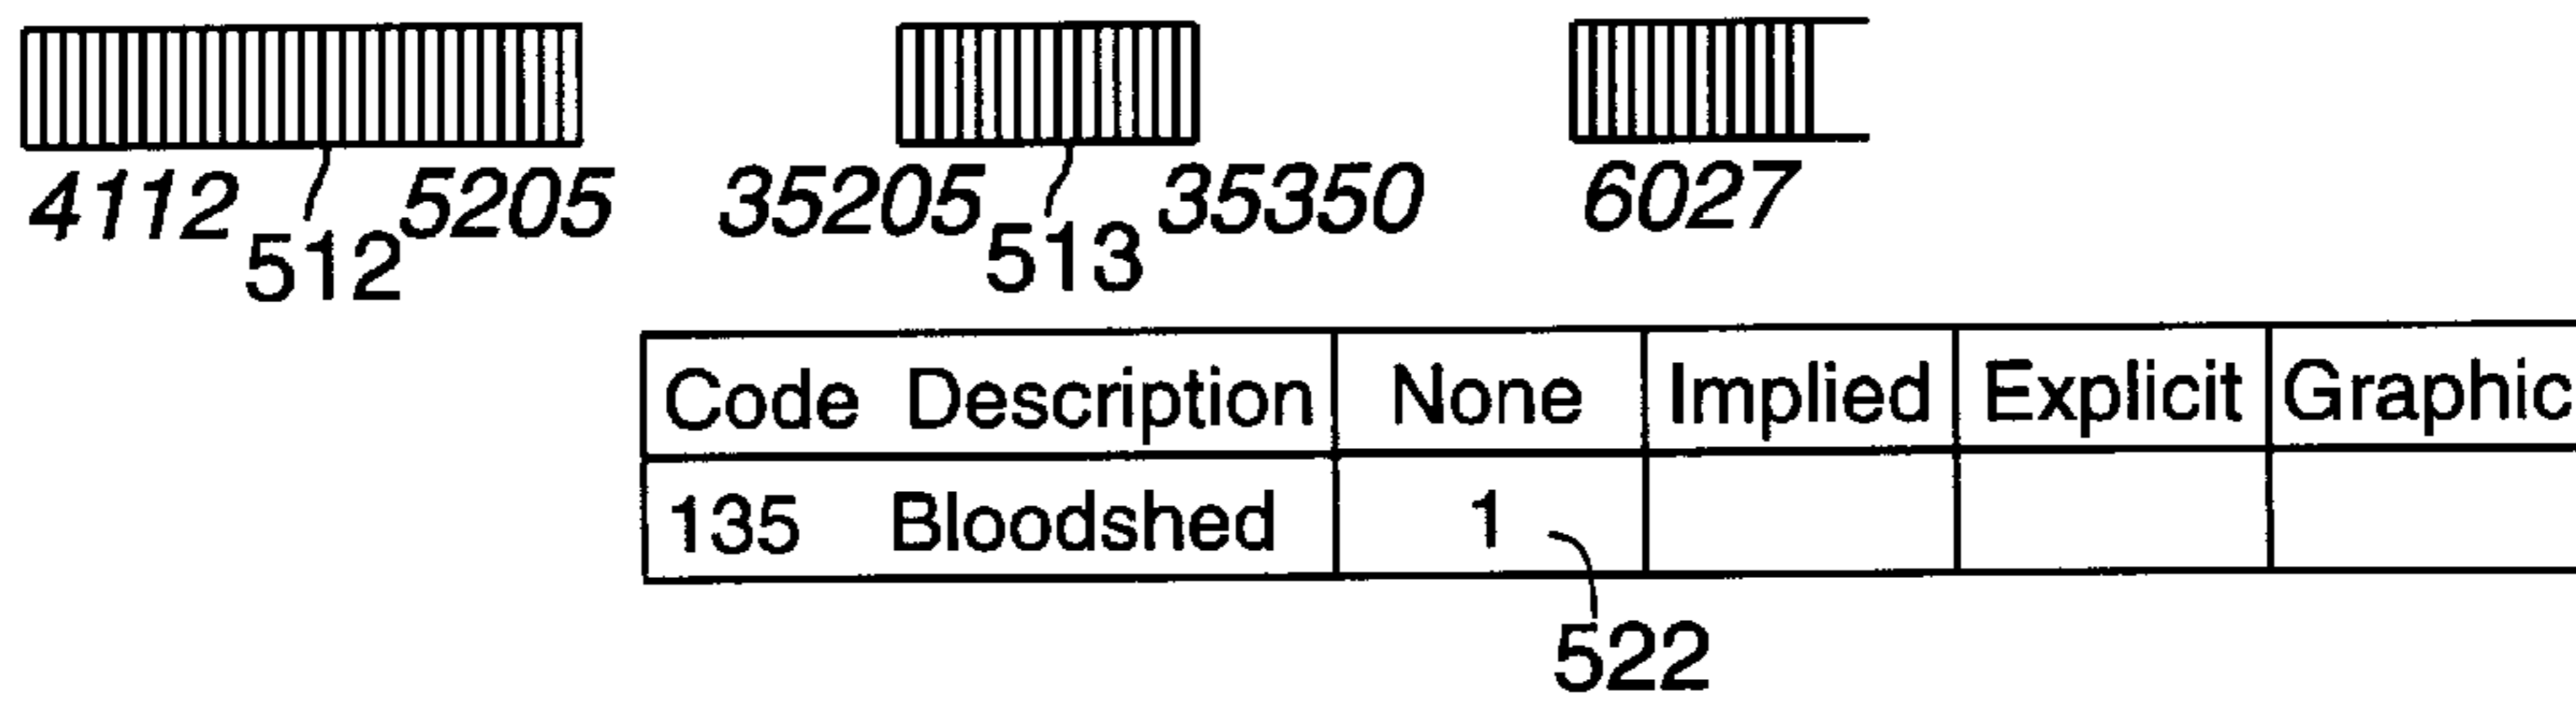 4112 512 5205 35205 513 35350 6027
Code Description None Implied Explicit Graphic
135 Bloodshed 1
522